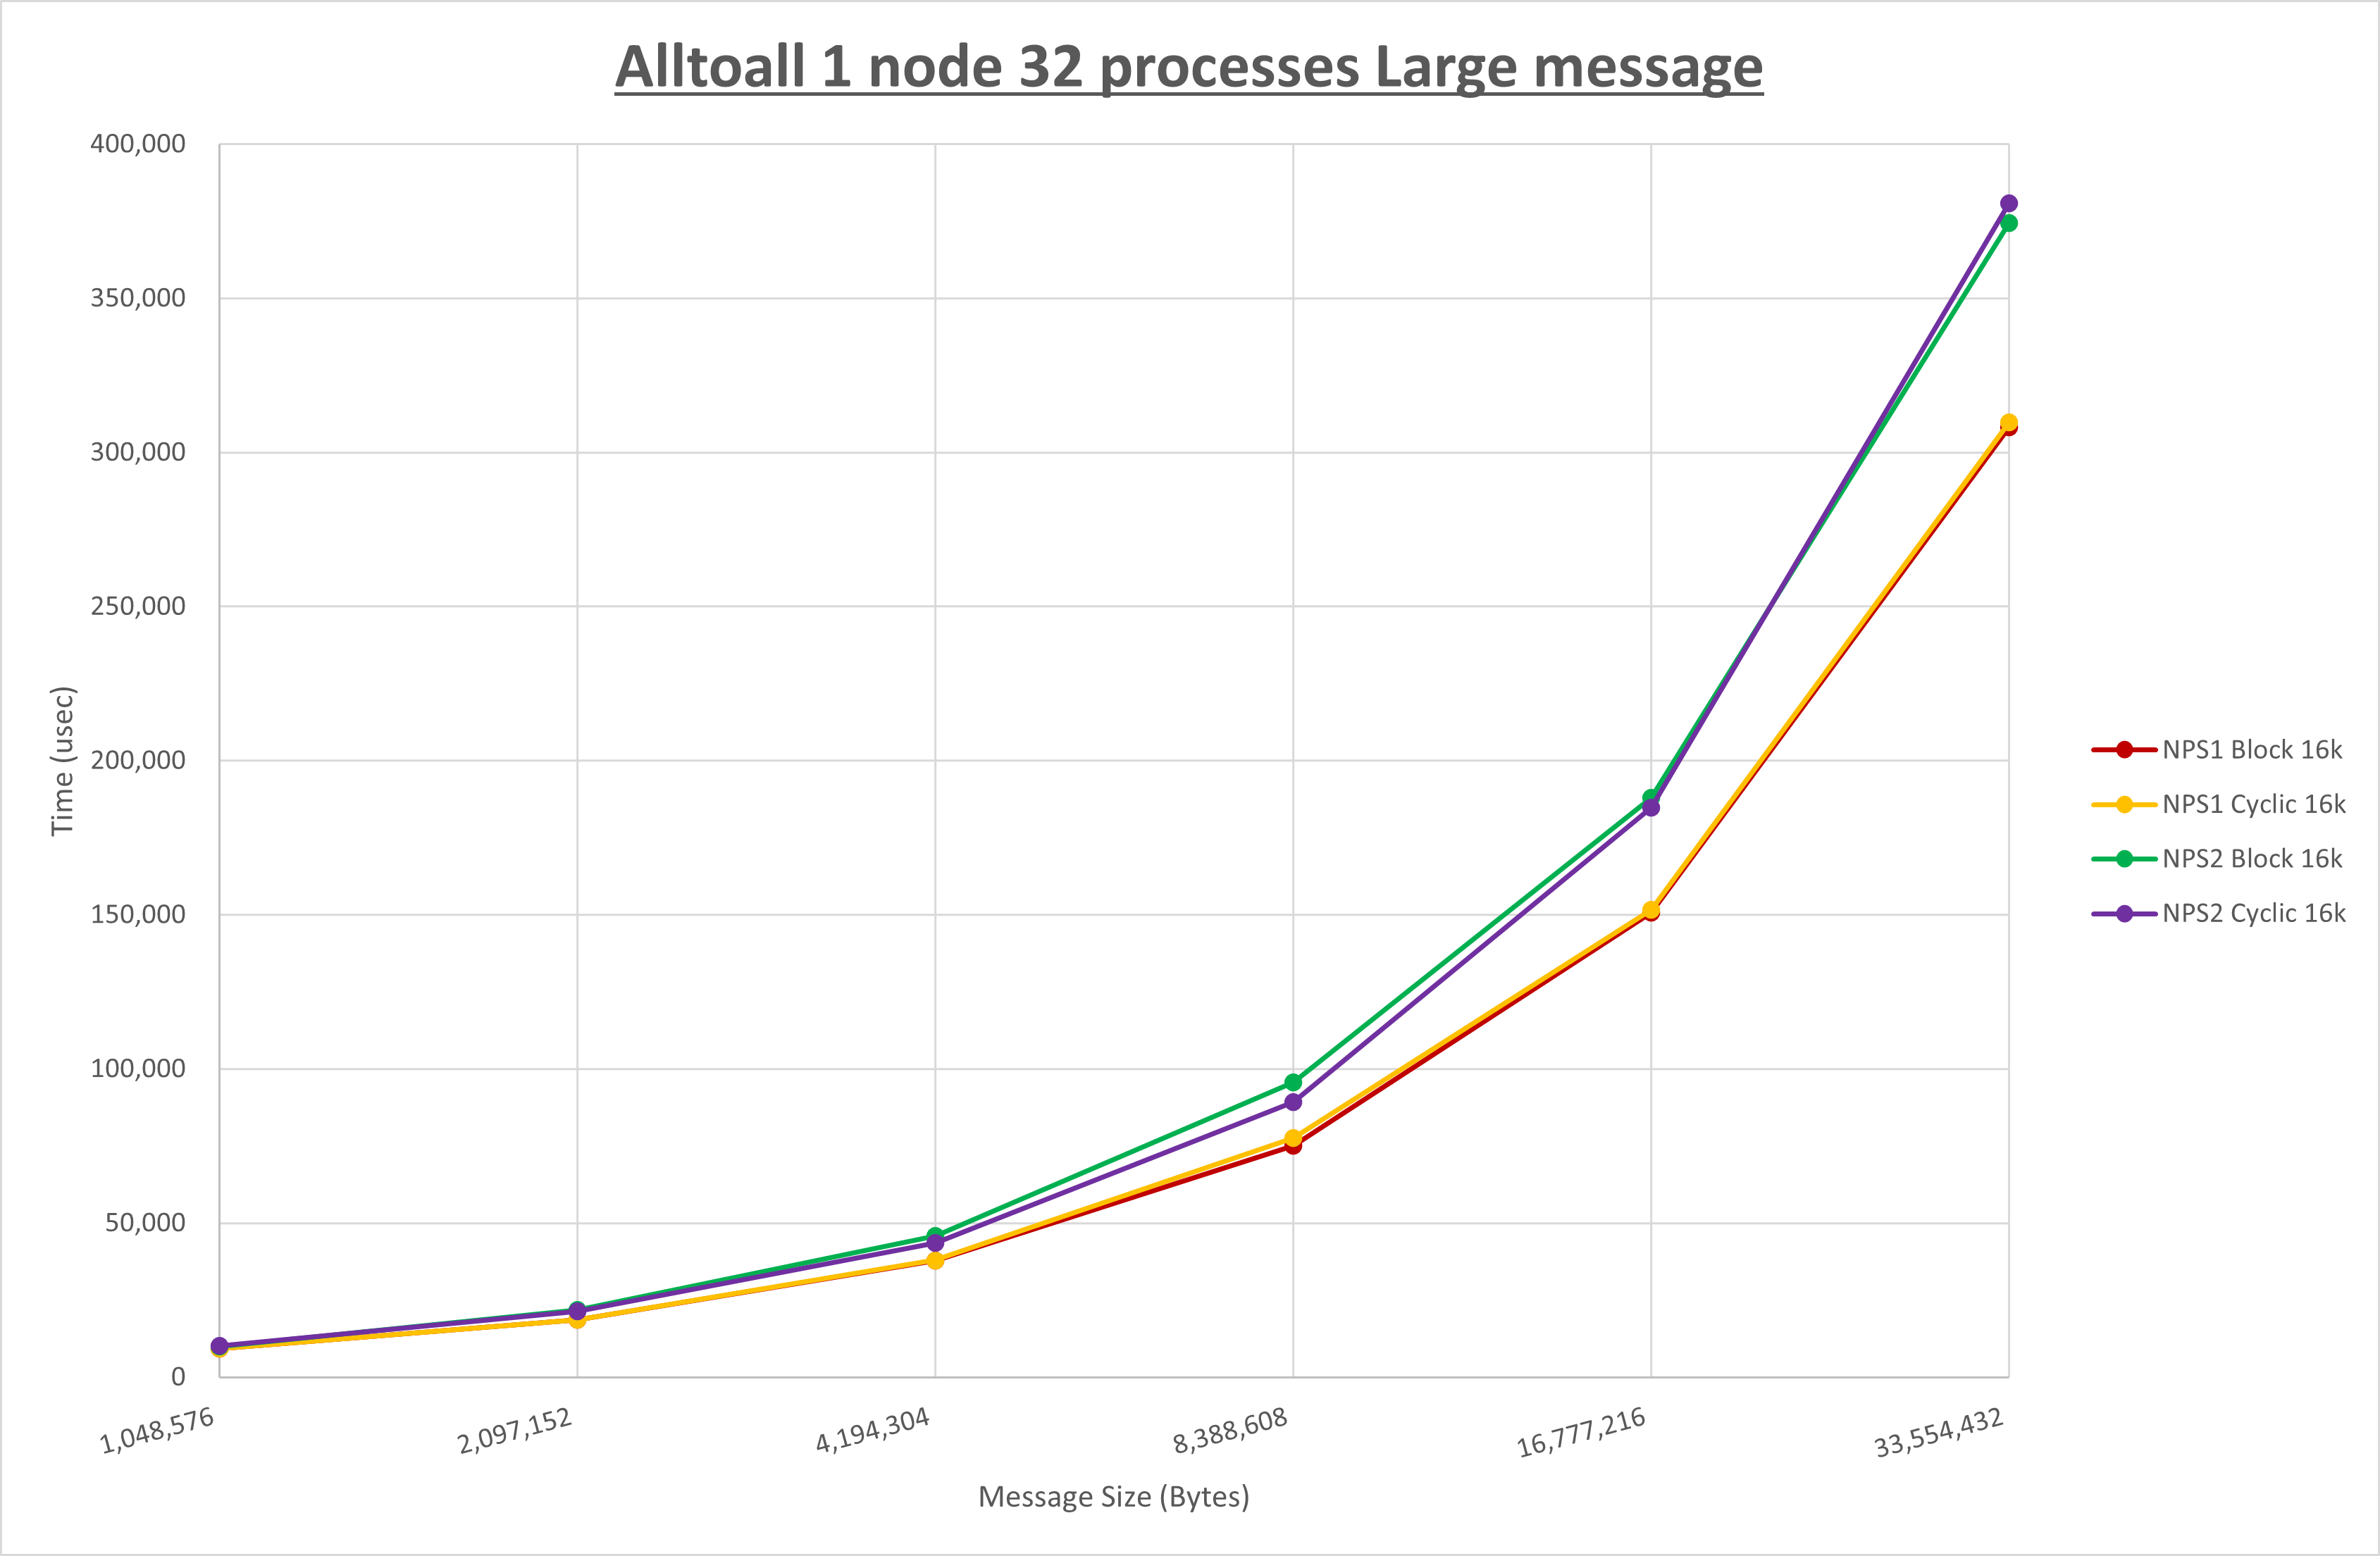 Alltoall 1 node 32 processes Large message
400,000
350,000
300,000
250,000
200,000
150,000
100,000
50,000
0
Time (usec)
1,048,576
2,097,152
4,194,304
8,388,608
16,777,216
33,554,432
Message Size (Bytes)
NPS1 Block 16k
NPS1 Cyclic 16k
NPS2 Block 16k
NPS2 Cyclic 16k